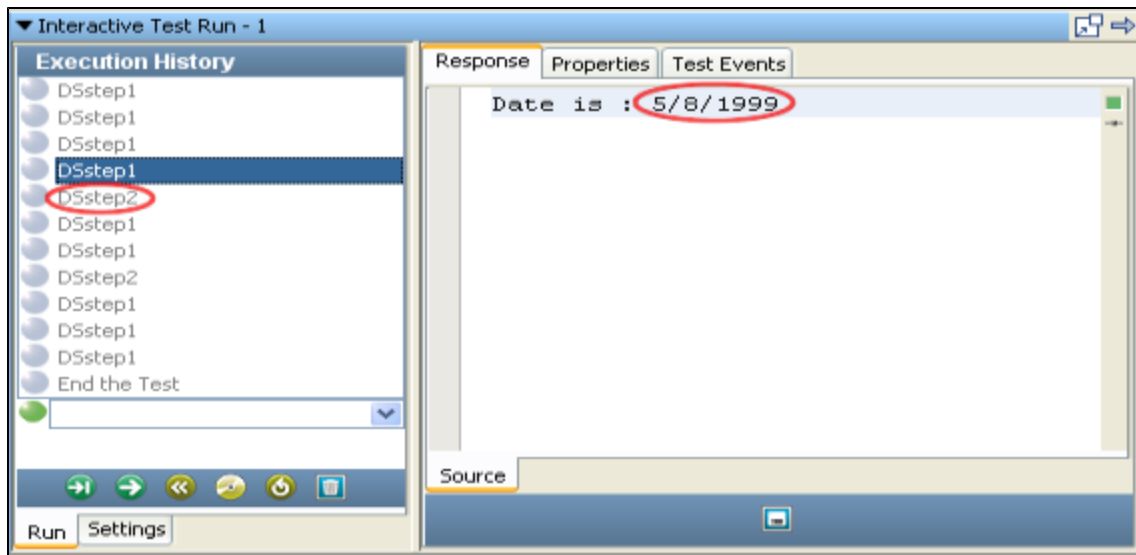 Interactive Test Run - 1
Execution History
DSstep1
DSstep1
DSstep1
DSstep1
DSstep2
DSstep1
DSstep1
DSstep2
DSstep1
DSstep1
DSstep1
End the Test
Run Settings
Response Properties Test Events
Date is : 5/8/1999
Source